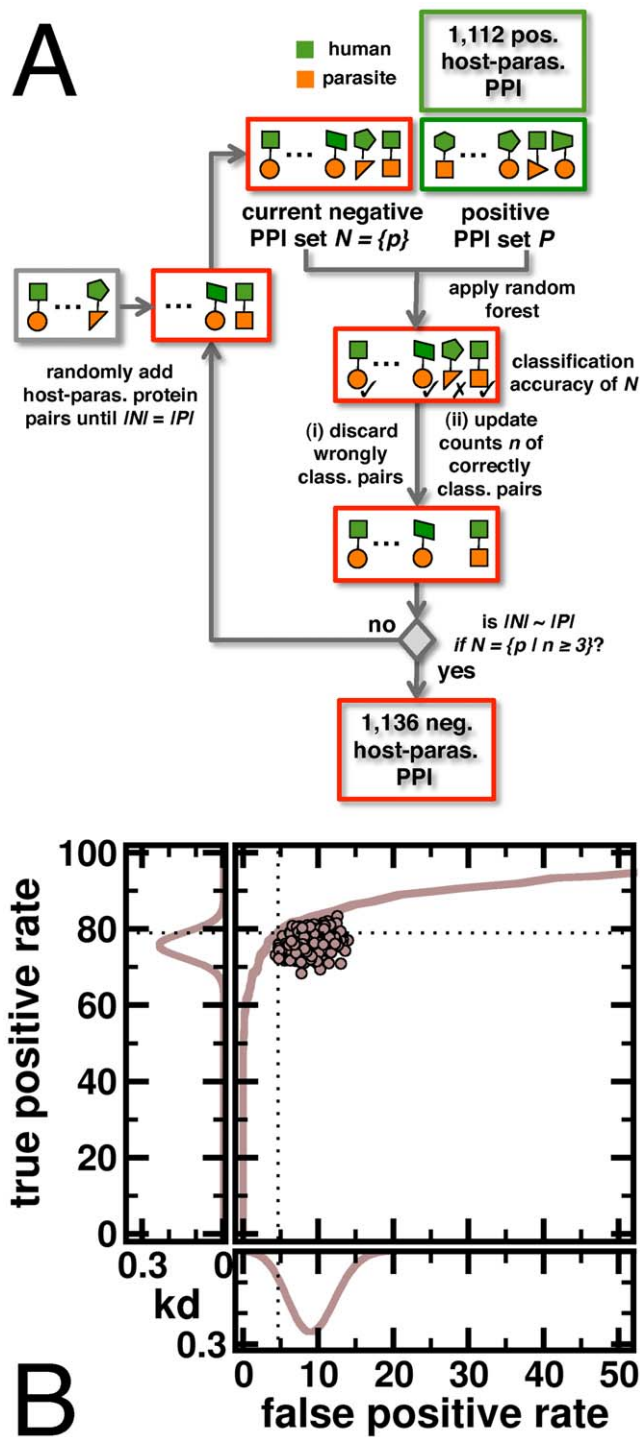 A
human
parasite
1,112 pos.
host-paras.
PPI
current negative
PPI set N = {p}
positive
PPI set P
apply random
forest
randomly add
host-paras. protein
pairs until |N| = |P|
classification
accuracy of N
(i) discard
wrongly
class. pairs
(ii) update
counts n of
correctly
class. pairs
no
is |N| ~ |P|
if N = {p | n ≥ 3}?
yes
1,136 neg.
host-paras.
PPI
100
80
60
40
20
0
true positive rate
0.3
0
kd
0.3
0
10
20
30
40
50
false positive rate
B